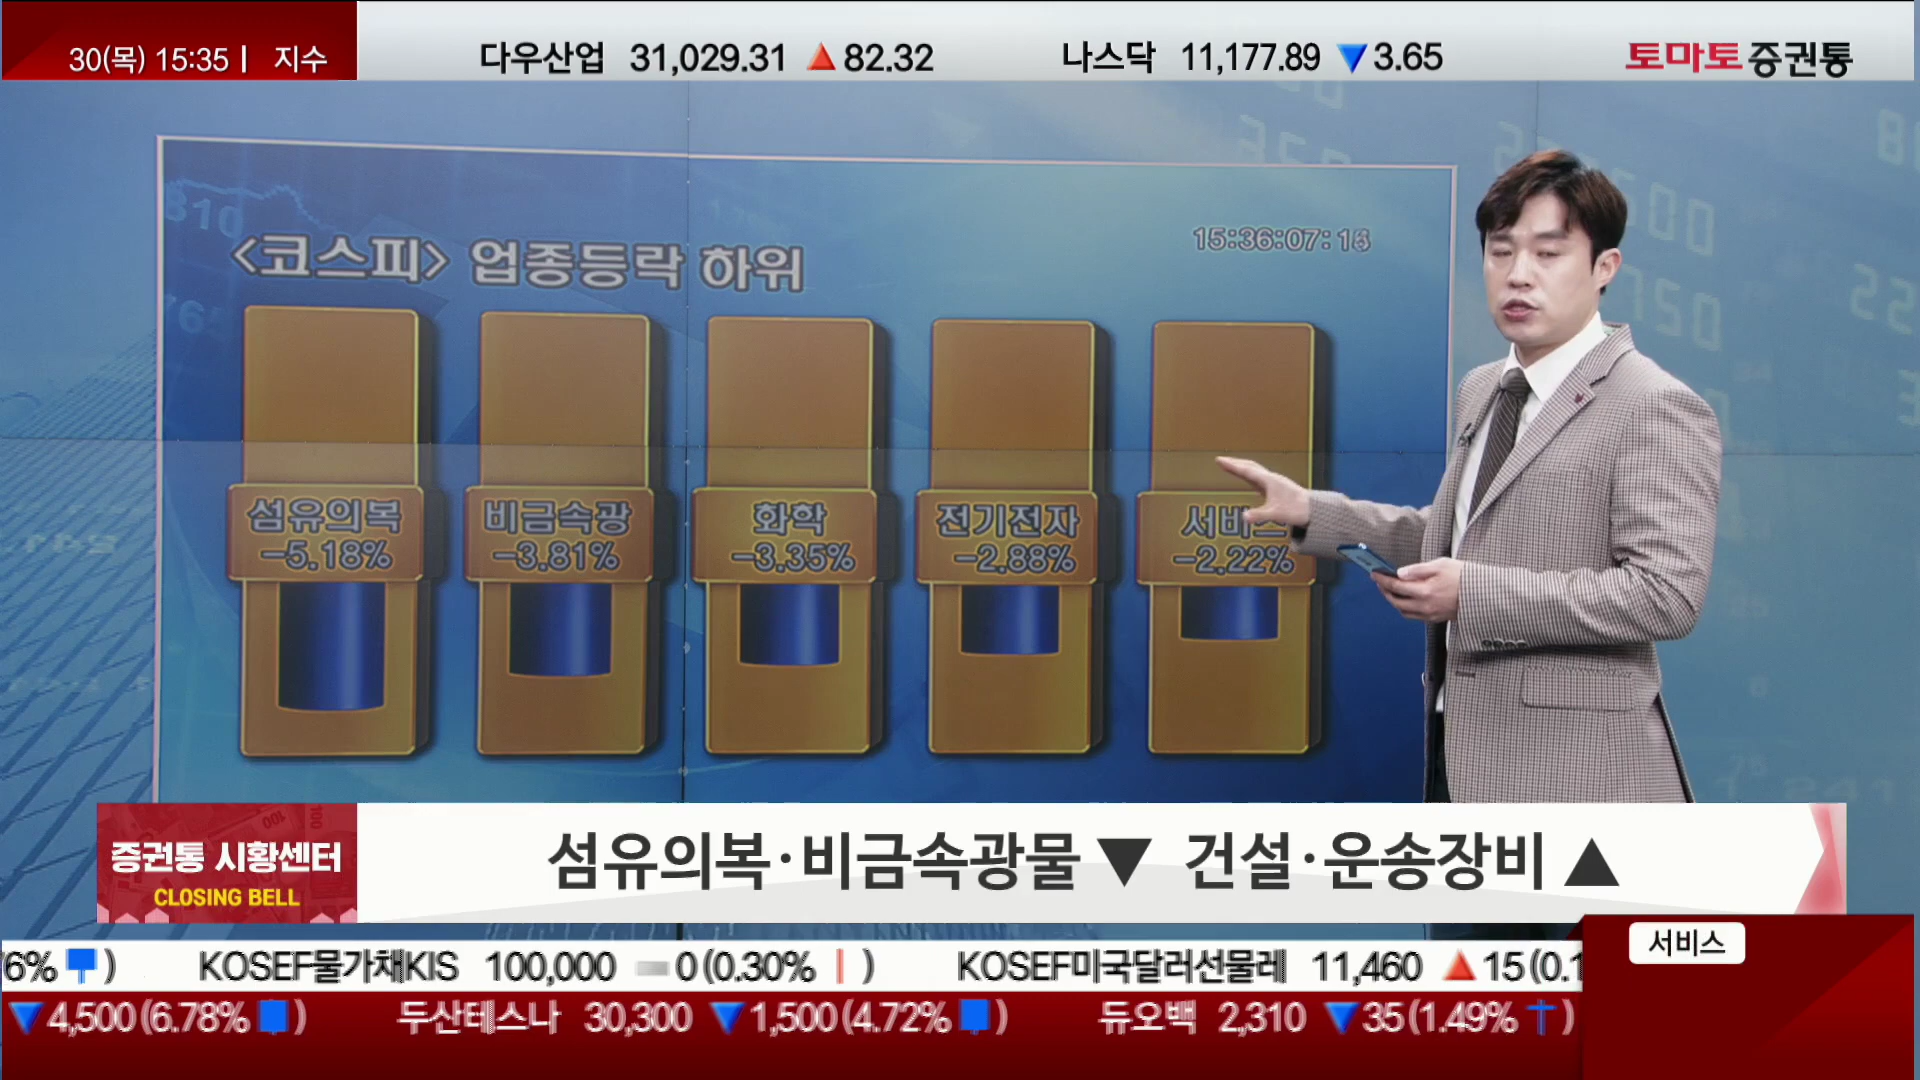 30(목) 15:35 | 지수
다우산업 31,029.31 ▲ 82.32
나스닥 11,177.89 ▼ 3.65
토마토증권통
<코스피> 업종등락 하위
섬유의복
-5.18%
비금속광
-3.81%
화학
-3.35%
전기전자
-2.88%
서비스
-2.22%
증권통 시황센터
CLOSING BELL
섬유의복·비금속광물 ▼ 건설·운송장비 ▲
6% ) KOSEF물가채KIS 100,000 0(0.30% ) KOSEF미국달러선물레 11,460 ▲ 15(0.1
서비스
▼ 4,500(6.78% ) 두산테스나 30,300 ▼ 1,500(4.72% ) 듀오백 2,310 ▼ 35(1.49% )